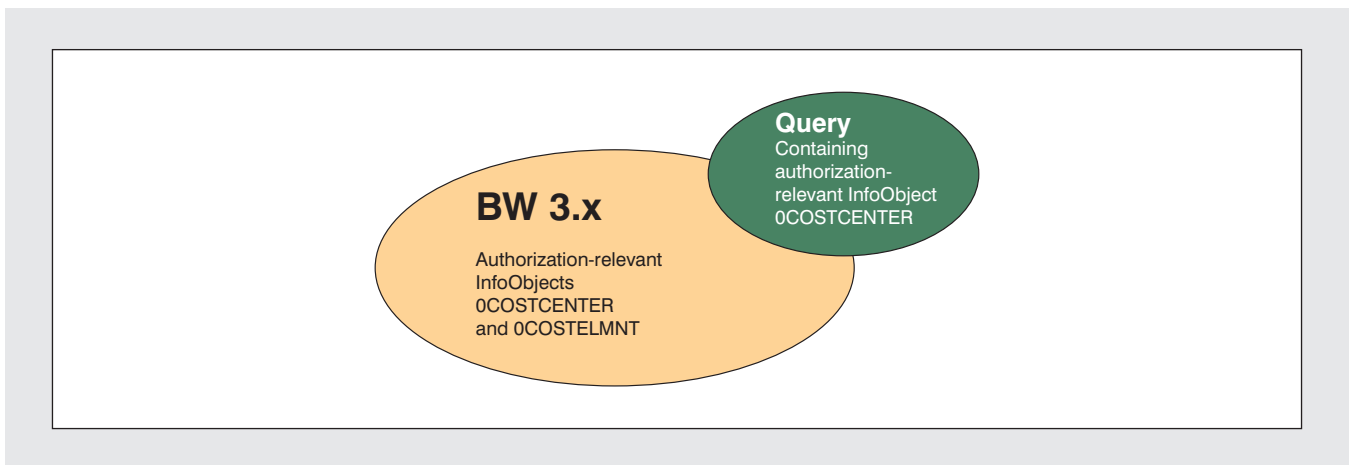 Query
Containing
authorization-
relevant InfoObject
0COSTCENTER
BW 3.x
Authorization-relevant
InfoObjects
0COSTCENTER
and 0COSTELMNT